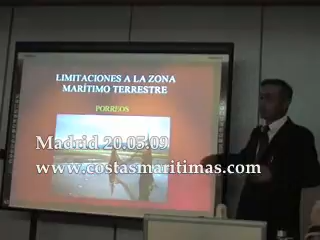 LIMITACIONES A LA ZONA
MARÍTIMO TERRESTRE
PORREOS
Madrid 20.05.09
www.costasmaritimas.com